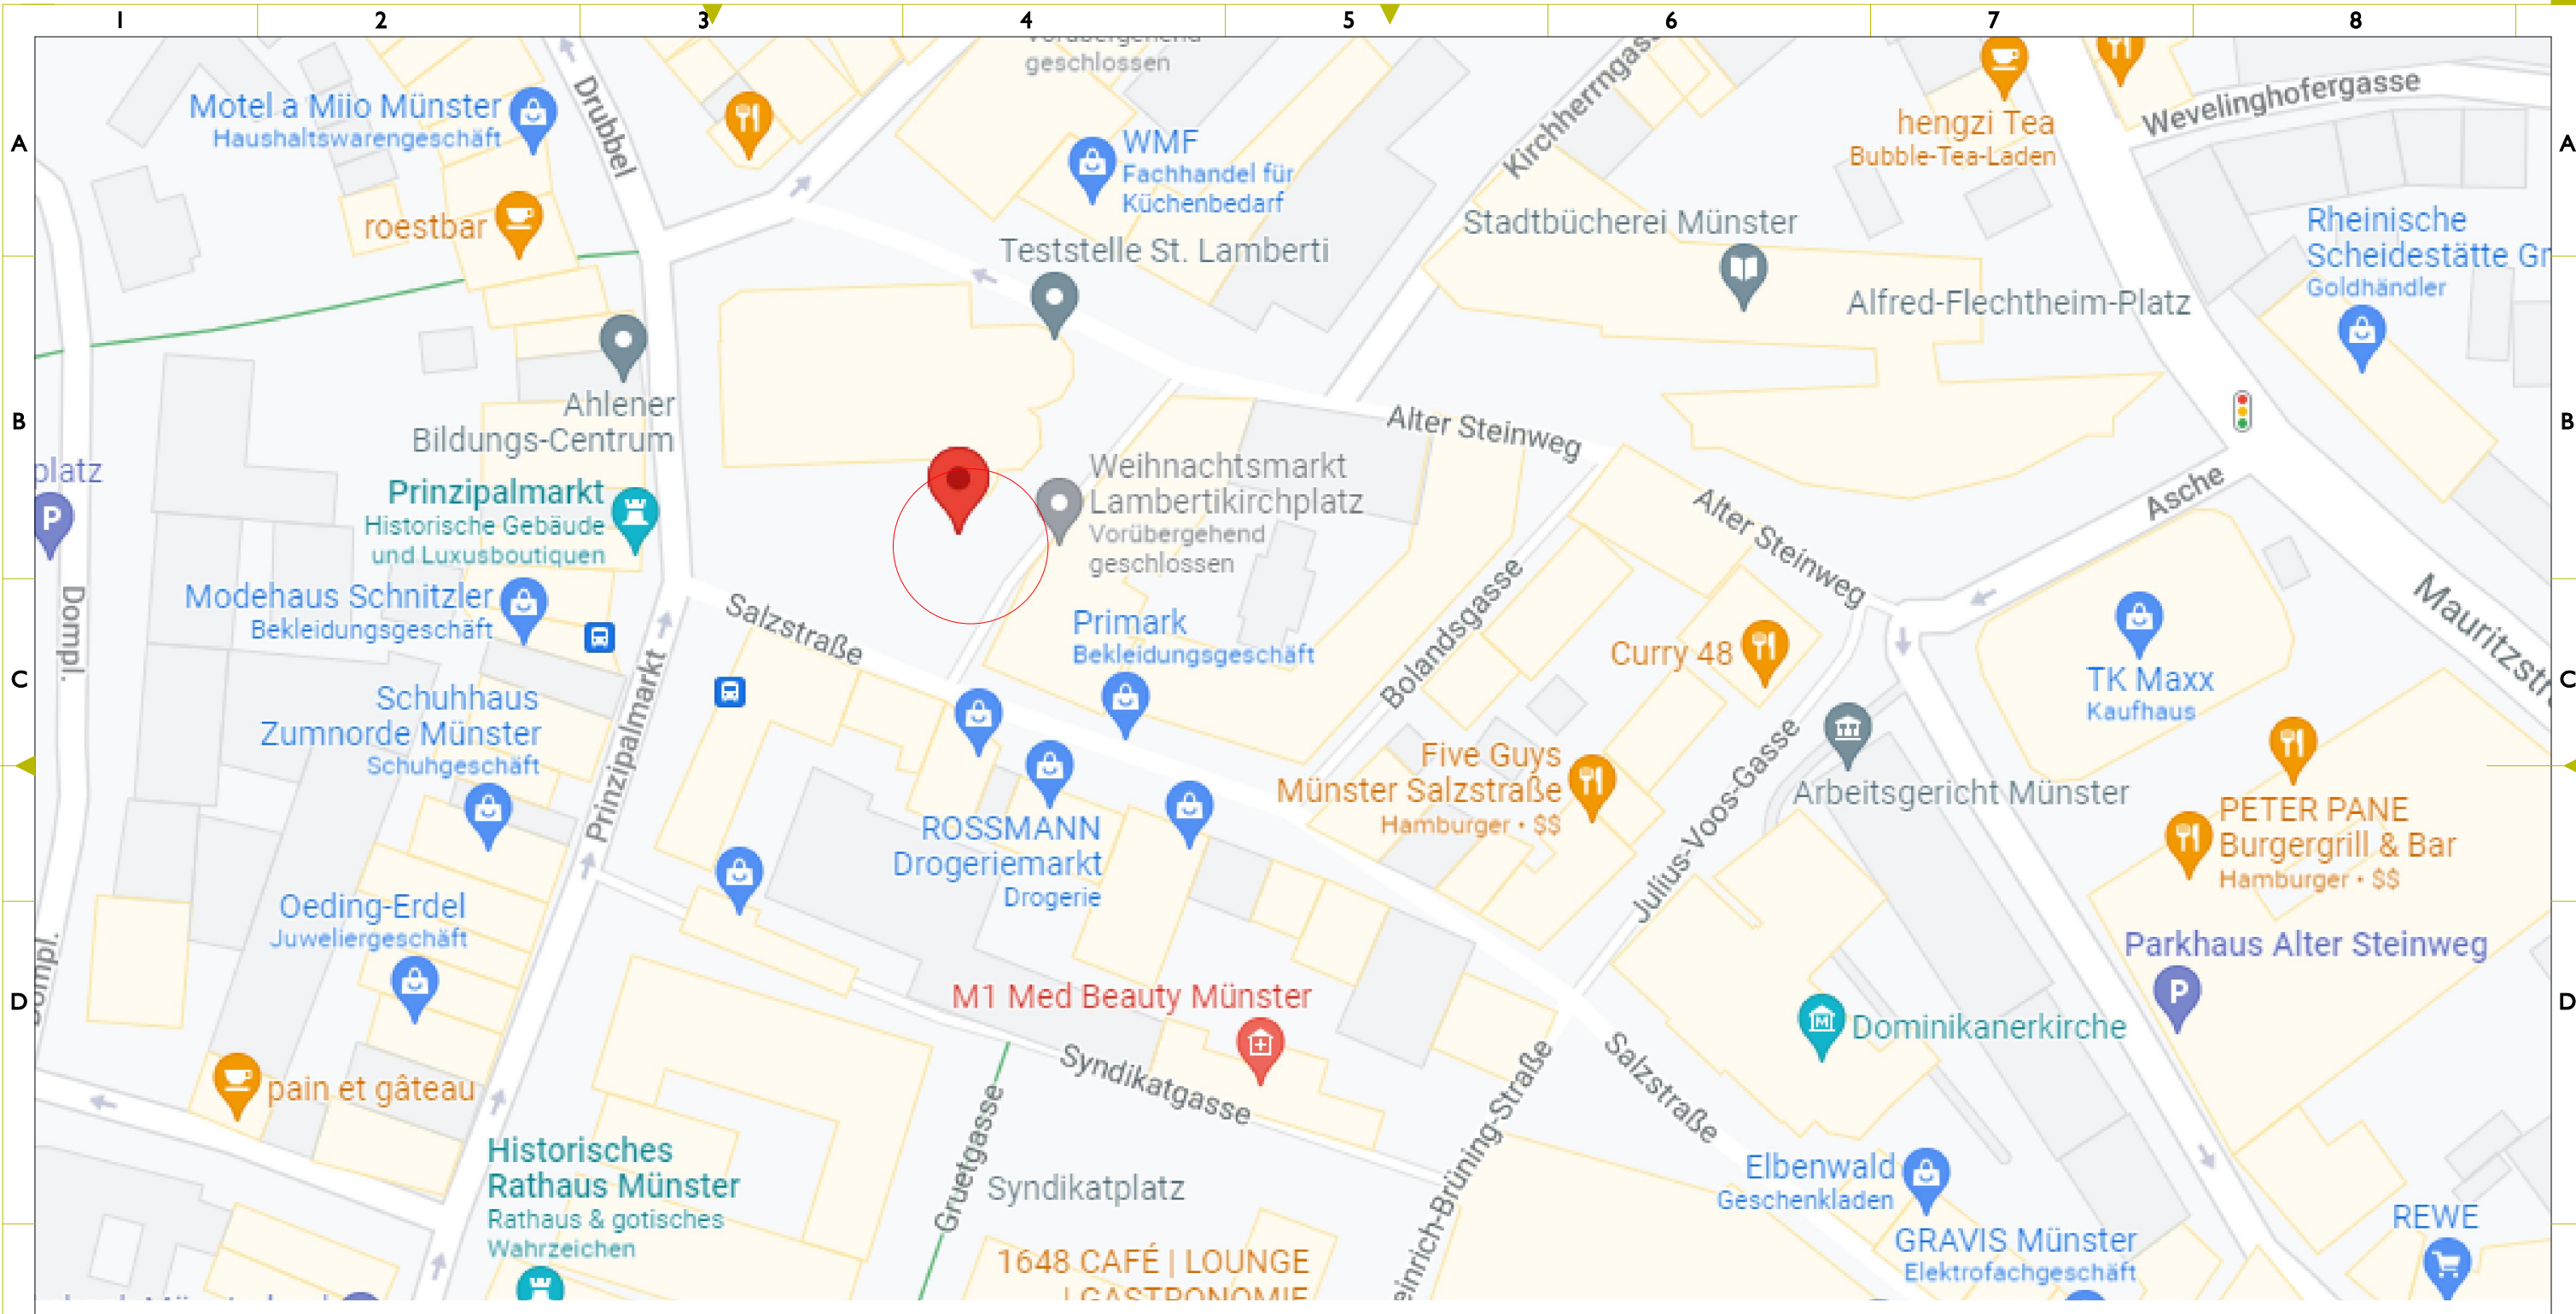 1 2 3 4 5 6 7 8
A
B
C
D
A
B
C
D
geschlossen
Motel a Miio Münster
Haushaltswarengeschäft
Drubbel
WMF
Fachhandel für
Küchenbedarf
hengzi Tea
Bubble-Tea-Laden
Wevelinghofergasse
roestbar
Teststelle St. Lamberti
Stadtbücherei Münster
Alfred-Flechtheim-Platz
Rheinische
Scheidestätte Gr
Goldhändler
Ahlener
Bildungs-Centrum
Alter Steinweg
platz
P
Prinzipalmarkt
Historische Gebäude
und Luxusboutiquen
Weihnachtsmarkt
Lambertikirchplatz
Vorübergehend
geschlossen
Alter Steinweg
Asche
Dompl.
Modehaus Schnitzler
Bekleidungsgeschäft
Salzstraße
Primark
Bekleidungsgeschäft
Bolandsgasse
Curry 48
TK Maxx
Kaufhaus
Schuhhaus
Zumnorde Münster
Schuhgeschäft
Prinzipalmarkt
Five Guys
Münster Salzstraße
Hamburger • $$
Julius-Voos-Gasse
Arbeitsgericht Münster
PETER PANE
Burgergrill & Bar
Hamburger • $$
ROSSMANN
Drogeriemarkt
Drogerie
Oeding-Erdel
Juweliergeschäft
M1 Med Beauty Münster
Parkhaus Alter Steinweg
P
M
Dominikanerkirche
pain et gâteau
Syndikatgasse
Salzstraße
Gruetgasse
Syndikatplatz
einrich-Brüning-Straße
Historisches
Rathaus Münster
Rathaus & gotisches
Wahrzeichen
Elbenwald
Geschenkladen
GRAVIS Münster
Elektrofachgeschäft
REWE
1648 CAFÉ | LOUNGE
| GASTRONOMIE